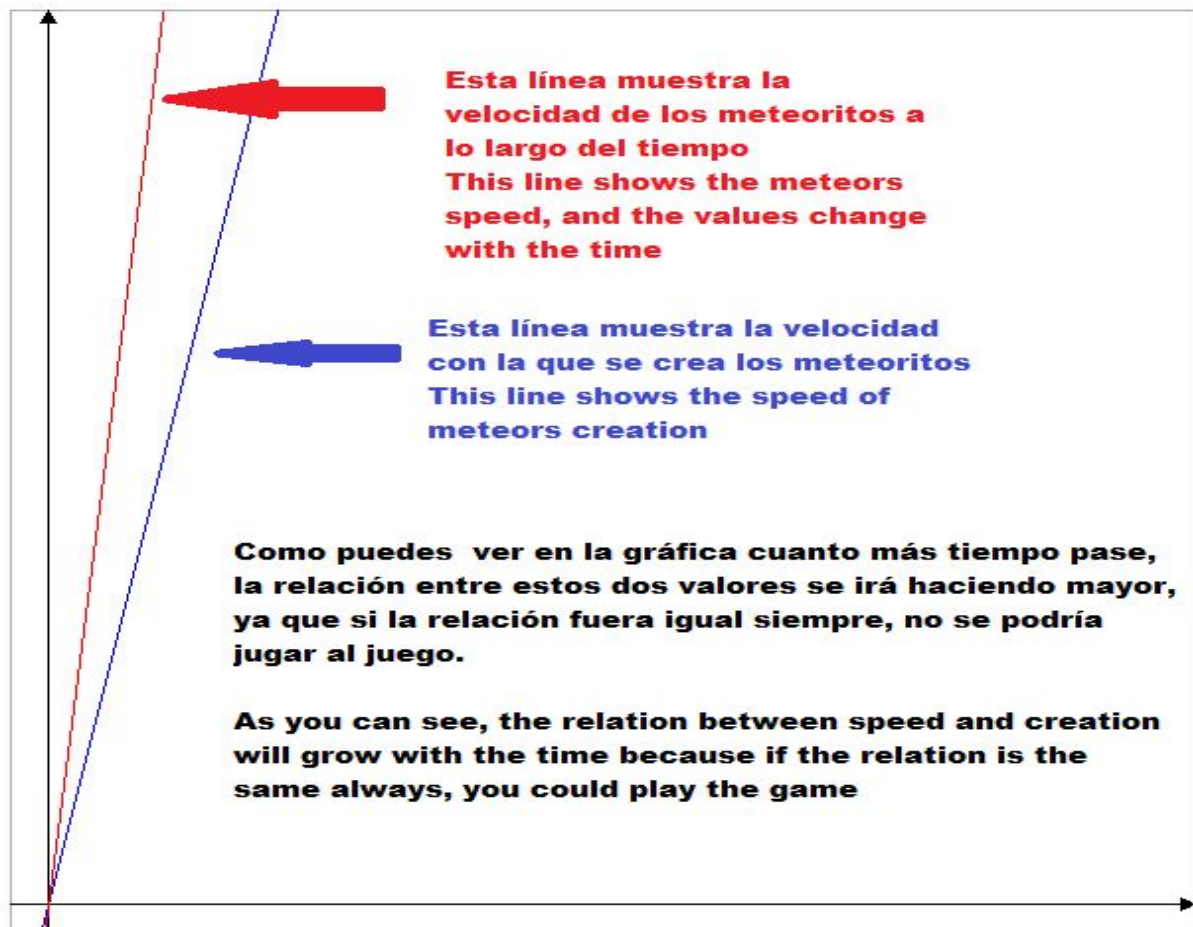 Esta línea muestra la
velocidad de los meteoritos a
lo largo del tiempo
This line shows the meteors
speed, and the values change
with the time
Esta línea muestra la velocidad
con la que se crea los meteoritos
This line shows the speed of
meteors creation
Como puedes  ver en la gráfica cuanto más tiempo pase,
la relación entre estos dos valores se irá haciendo mayor,
ya que si la relación fuera igual siempre, no se podría
jugar al juego.
As you can see, the relation between speed and creation
will grow with the time because if the relation is the
same always, you could play the game